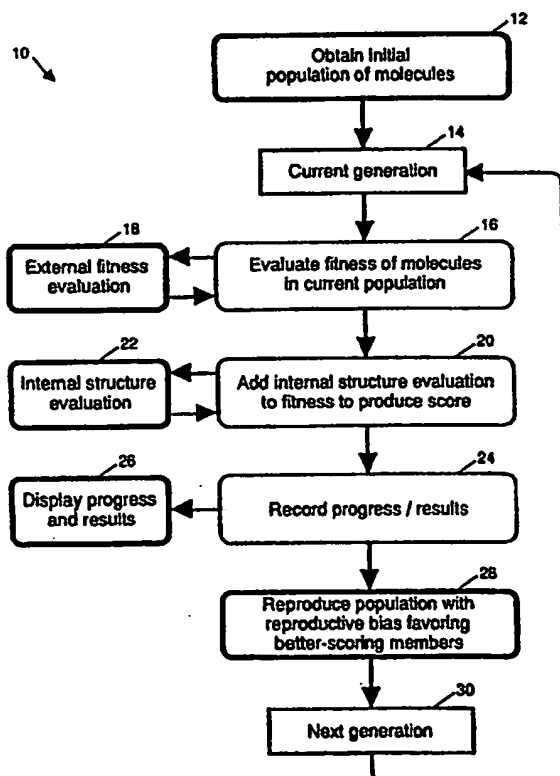 10
12
Obtain initial
population of molecules
14
Current generation
18
External fitness
evaluation
16
Evaluate fitness of molecules
in current population
22
Internal structure
evaluation
20
Add internal structure evaluation
to fitness to produce score
26
Display progress
and results
24
Record progress / results
28
Reproduce population with
reproductive bias favoring
better-scoring members
30
Next generation